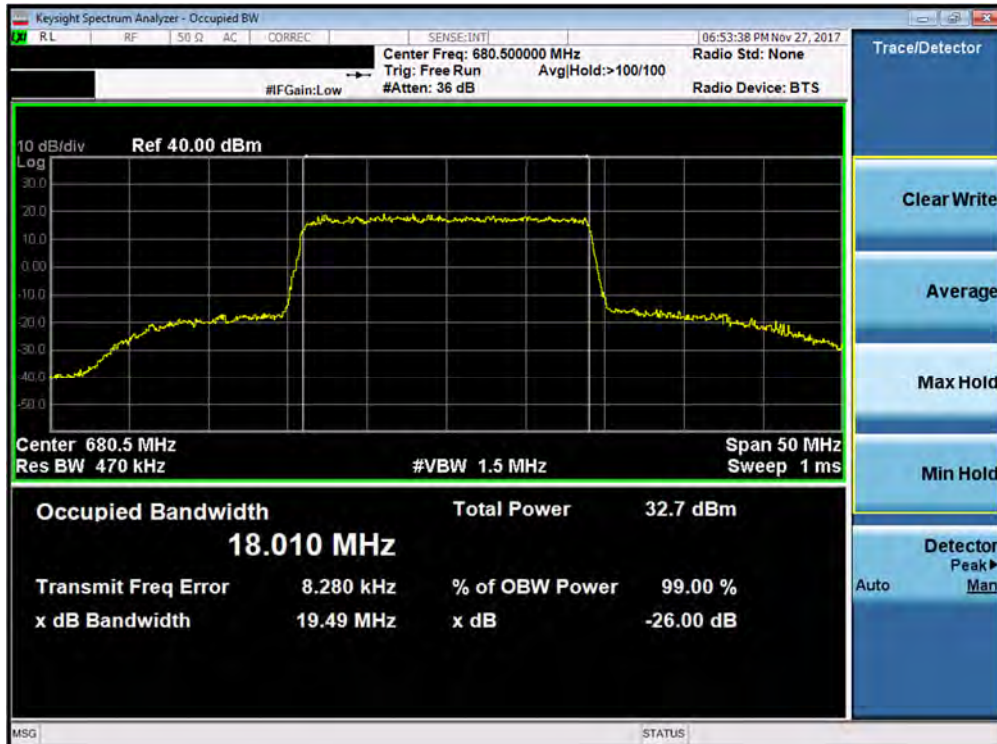 Keysight Spectrum Analyzer - Occupied BW
LXI RL RF 50 Ω AC CORREC SENSE:INT 06:53:38 PM Nov 27, 2017
Center Freq: 680.500000 MHz Radio Std: None
Trig: Free Run Avg|Hold:>100/100
#IFGain:Low #Atten: 36 dB Radio Device: BTS
10 dB/div Ref 40.00 dBm
Log
30.0
20.0
10.0
0.00
-10.0
-20.0
-30.0
-40.0
-50.0
Center 680.5 MHz Span 50 MHz
Res BW 470 kHz #VBW 1.5 MHz Sweep 1 ms
Occupied Bandwidth Total Power 32.7 dBm
18.010 MHz
Transmit Freq Error 8.280 kHz % of OBW Power 99.00 %
x dB Bandwidth 19.49 MHz x dB -26.00 dB
MSG STATUS
Trace/Detector
Clear Write
Average
Max Hold
Min Hold
Detector
Peak▶
Auto Man